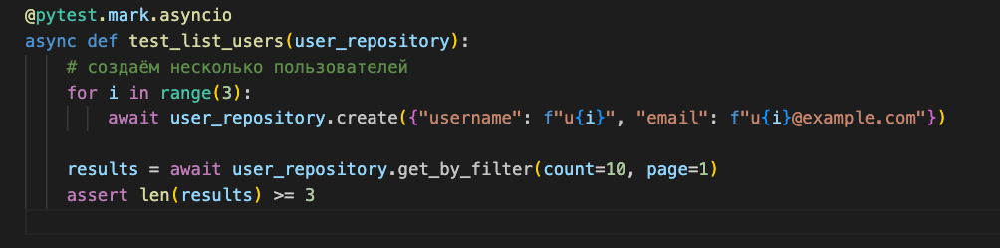 @pytest.mark.asyncio
async def test_list_users(user_repository):
    # создаём несколько пользователей
    for i in range(3):
        await user_repository.create({"username": f"u{i}", "email": f"u{i}@example.com"})

    results = await user_repository.get_by_filter(count=10, page=1)
    assert len(results) >= 3